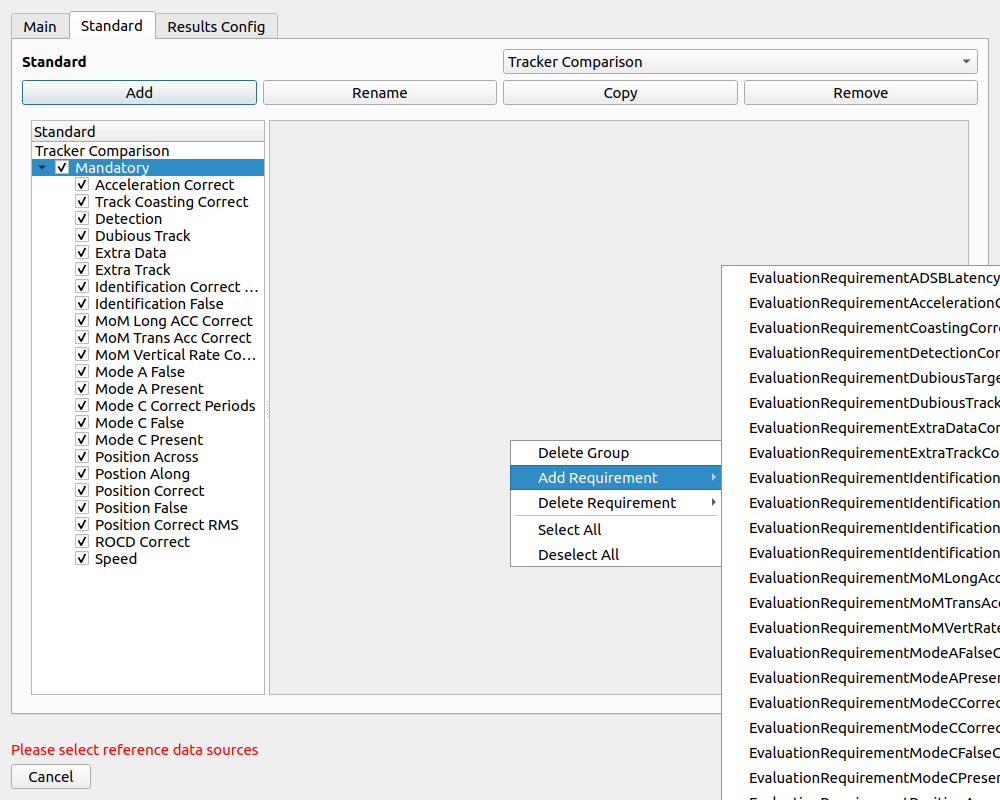 Main
Standard
Results Config
Standard
Tracker Comparison
Add
Rename
Copy
Remove
Standard
Tracker Comparison
Mandatory
Acceleration Correct
Track Coasting Correct
Detection
Dubious Track
Extra Data
Extra Track
Identification Correct ...
Identification False
MoM Long ACC Correct
MoM Trans Acc Correct
MoM Vertical Rate Co...
Mode A False
Mode A Present
Mode C Correct Periods
Mode C False
Mode C Present
Position Across
Postion Along
Position Correct
Position False
Position Correct RMS
ROCD Correct
Speed
Delete Group
Add Requirement
Delete Requirement
Select All
Deselect All
EvaluationRequirementADSBLatency
EvaluationRequirementAccelerationC
EvaluationRequirementCoastingCorre
EvaluationRequirementDetectionCon
EvaluationRequirementDubiousTarge
EvaluationRequirementDubiousTrack
EvaluationRequirementExtraDataCon
EvaluationRequirementExtraTrackCo
EvaluationRequirementIdentification
EvaluationRequirementIdentification
EvaluationRequirementIdentification
EvaluationRequirementIdentification
EvaluationRequirementMoMLongAcc
EvaluationRequirementMoMTransAcc
EvaluationRequirementMoMVertRate
EvaluationRequirementModeAFalseC
EvaluationRequirementModeAPresen
EvaluationRequirementModeCCorrec
EvaluationRequirementModeCCorrec
EvaluationRequirementModeCFalseC
EvaluationRequirementModeCPresen
Please select reference data sources
Cancel